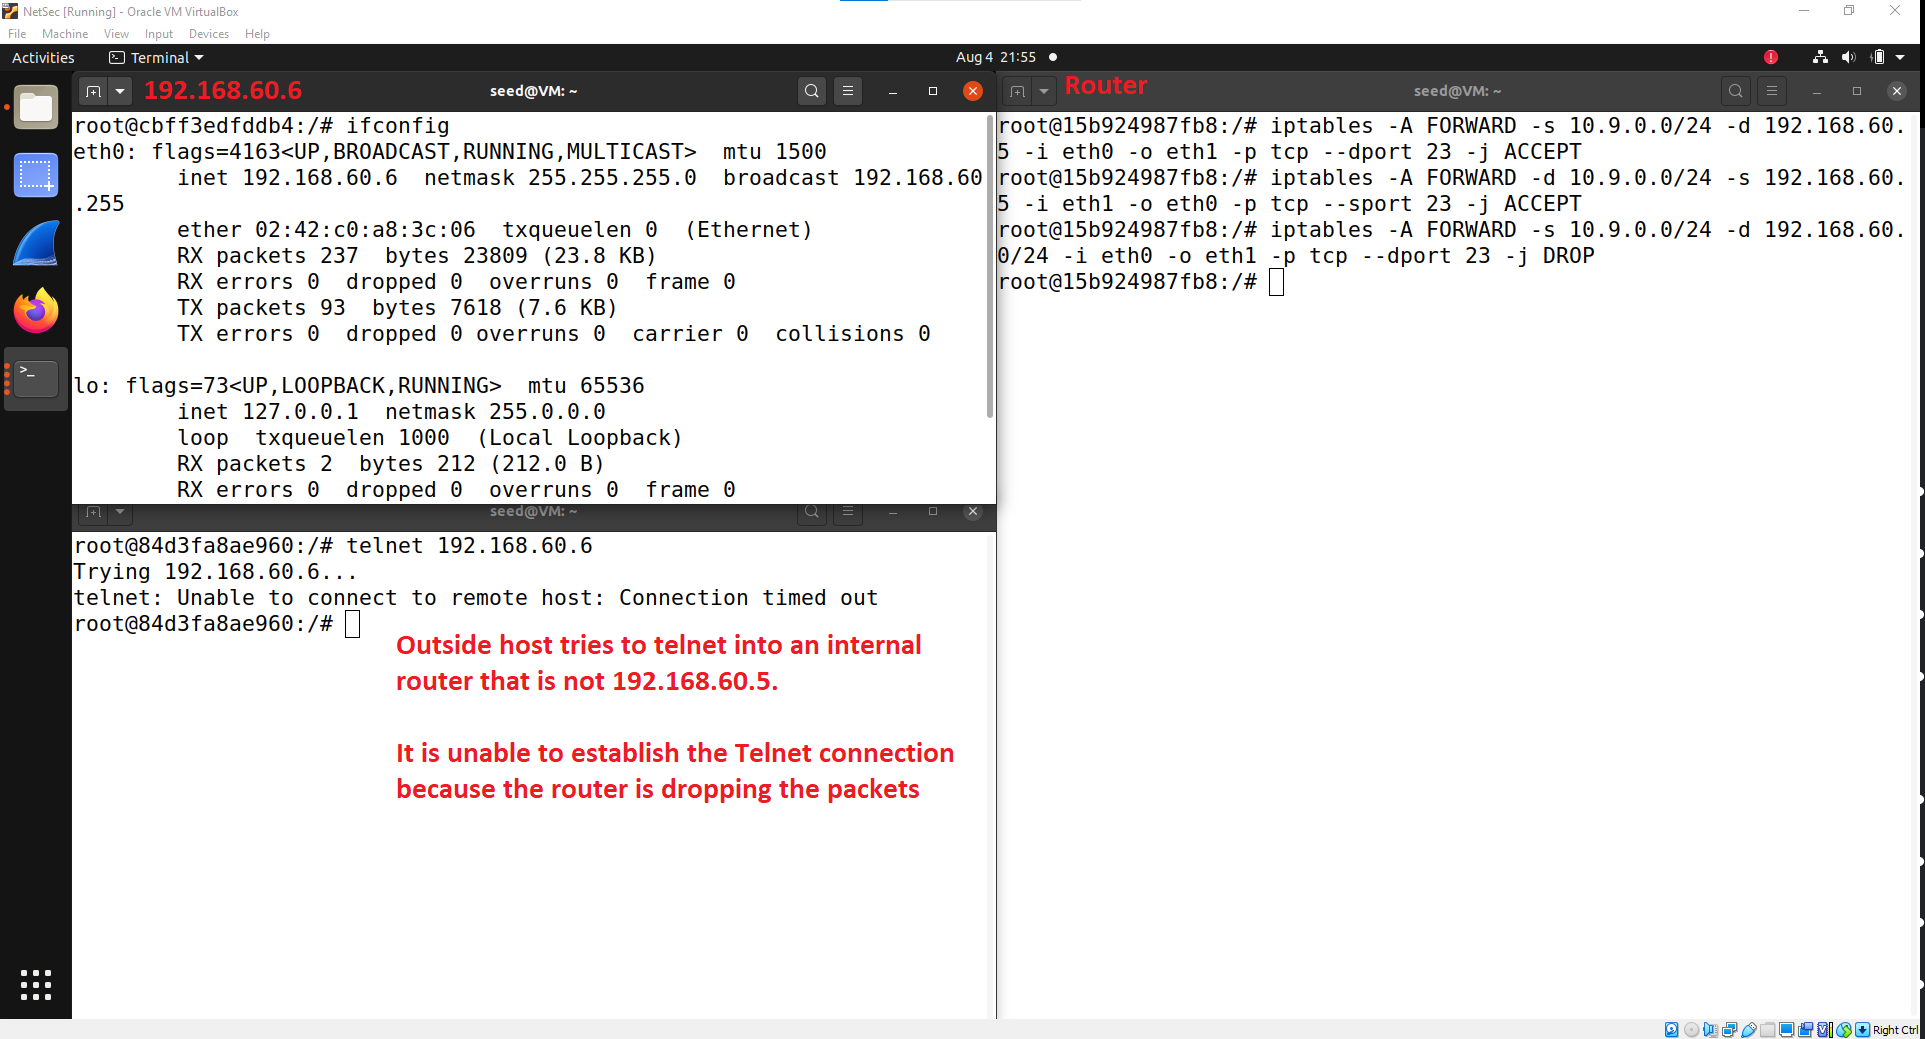 NetSec [Running] - Oracle VM VirtualBox
File Machine View Input Devices Help
Activities Terminal Aug 4 21:55
192.168.60.6 seed@VM: ~
root@cbff3edfddb4:/# ifconfig
eth0: flags=4163<UP,BROADCAST,RUNNING,MULTICAST>  mtu 1500
        inet 192.168.60.6  netmask 255.255.255.0  broadcast 192.168.60
.255
        ether 02:42:c0:a8:3c:06  txqueuelen 0  (Ethernet)
        RX packets 237  bytes 23809 (23.8 KB)
        RX errors 0  dropped 0  overruns 0  frame 0
        TX packets 93  bytes 7618 (7.6 KB)
        TX errors 0  dropped 0 overruns 0  carrier 0  collisions 0
lo: flags=73<UP,LOOPBACK,RUNNING>  mtu 65536
        inet 127.0.0.1  netmask 255.0.0.0
        loop  txqueuelen 1000  (Local Loopback)
        RX packets 2  bytes 212 (212.0 B)
        RX errors 0  dropped 0  overruns 0  frame 0
seed@VM: ~
root@84d3fa8ae960:/# telnet 192.168.60.6
Trying 192.168.60.6...
telnet: Unable to connect to remote host: Connection timed out
root@84d3fa8ae960:/#
Outside host tries to telnet into an internal
router that is not 192.168.60.5.
It is unable to establish the Telnet connection
because the router is dropping the packets
Router seed@VM: ~
root@15b924987fb8:/# iptables -A FORWARD -s 10.9.0.0/24 -d 192.168.60.
5 -i eth0 -o eth1 -p tcp --dport 23 -j ACCEPT
root@15b924987fb8:/# iptables -A FORWARD -d 10.9.0.0/24 -s 192.168.60.
5 -i eth1 -o eth0 -p tcp --sport 23 -j ACCEPT
root@15b924987fb8:/# iptables -A FORWARD -s 10.9.0.0/24 -d 192.168.60.
0/24 -i eth0 -o eth1 -p tcp --dport 23 -j DROP
root@15b924987fb8:/#
Right Ctrl